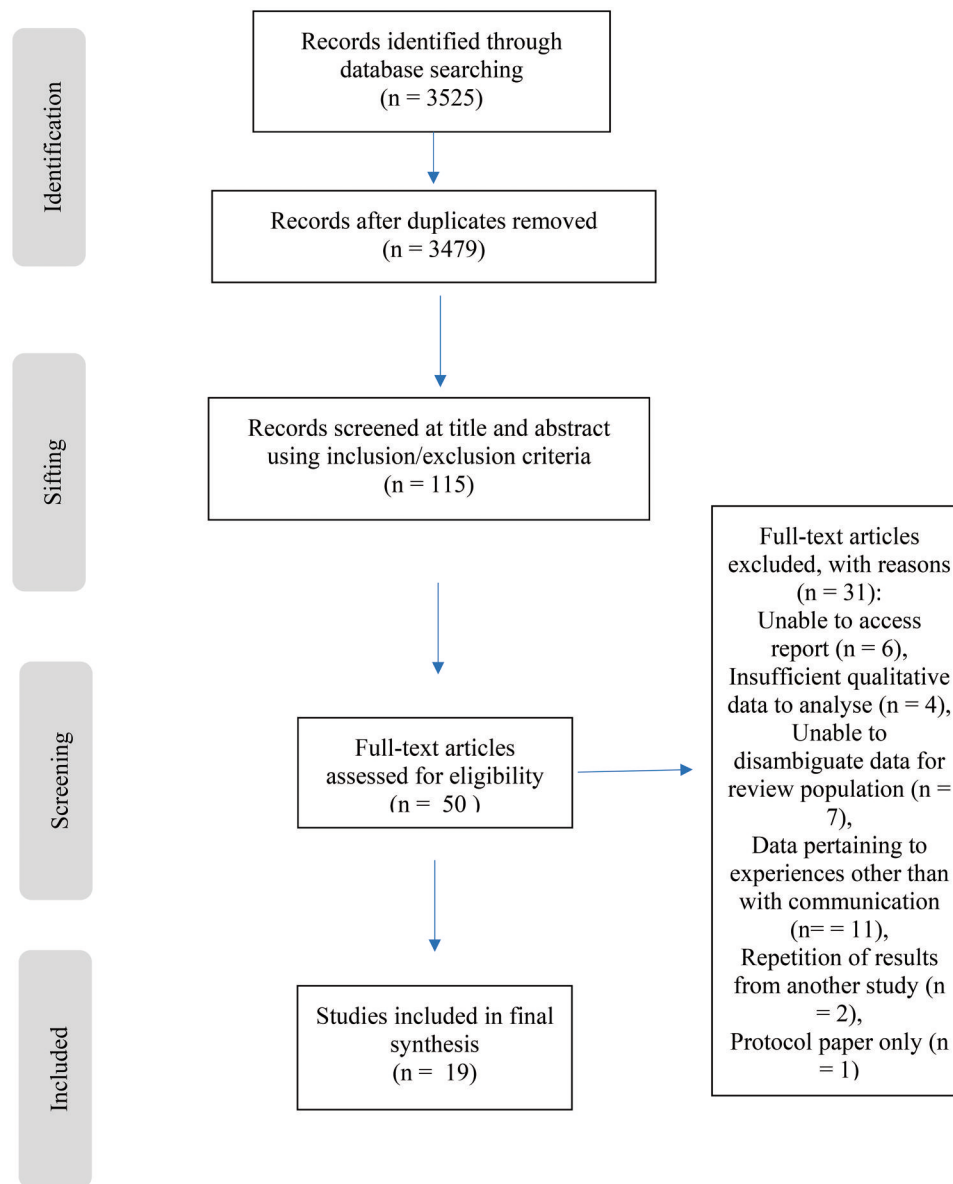 Identification
Records identified through
database searching
(n = 3525)
Records after duplicates removed
(n = 3479)
Sifting
Records screened at title and abstract
using inclusion/exclusion criteria
(n = 115)
Screening
Full-text articles
assessed for eligibility
(n = 50 )
Full-text articles
excluded, with reasons
(n = 31):
Unable to access
report (n = 6),
Insufficient qualitative
data to analyse (n = 4),
Unable to
disambiguate data for
review population (n =
7),
Data pertaining to
experiences other than
with communication
(n= = 11),
Repetition of results
from another study (n
= 2),
Protocol paper only (n
= 1)
Included
Studies included in final
synthesis
(n = 19)